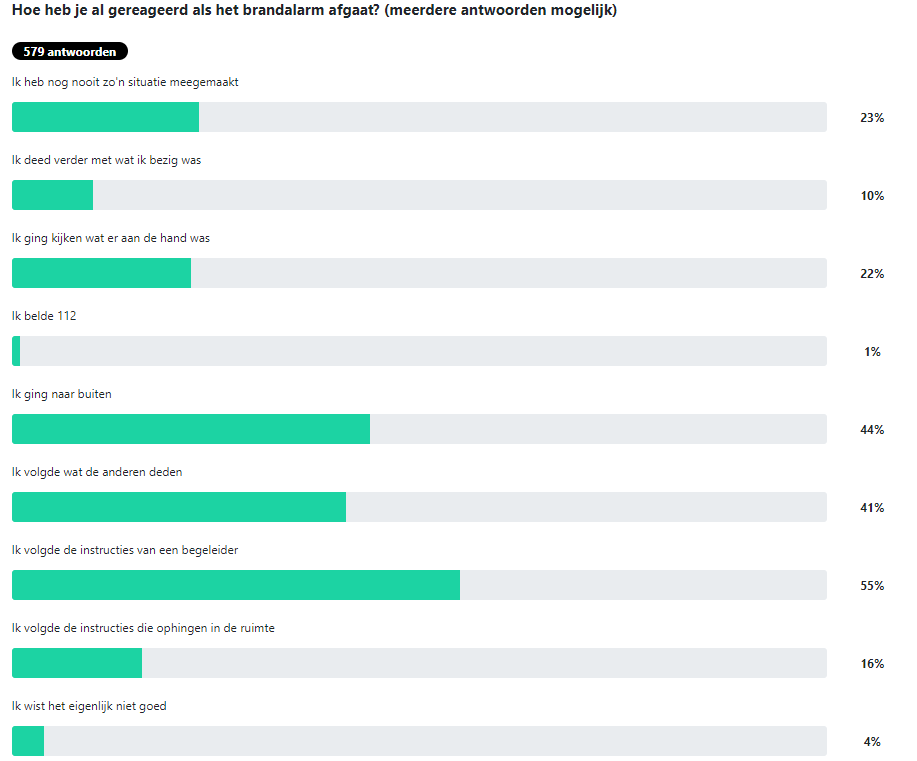 Hoe heb je al gereageerd als het brandalarm afgaat? (meerdere antwoorden mogelijk)
579 antwoorden
Ik heb nog nooit zo'n situatie meegemaakt
23%
Ik deed verder met wat ik bezig was
10%
Ik ging kijken wat er aan de hand was
22%
Ik belde 112
1%
Ik ging naar buiten
44%
Ik volgde wat de anderen deden
41%
Ik volgde de instructies van een begeleider
55%
Ik volgde de instructies die ophingen in de ruimte
16%
Ik wist het eigenlijk niet goed
4%